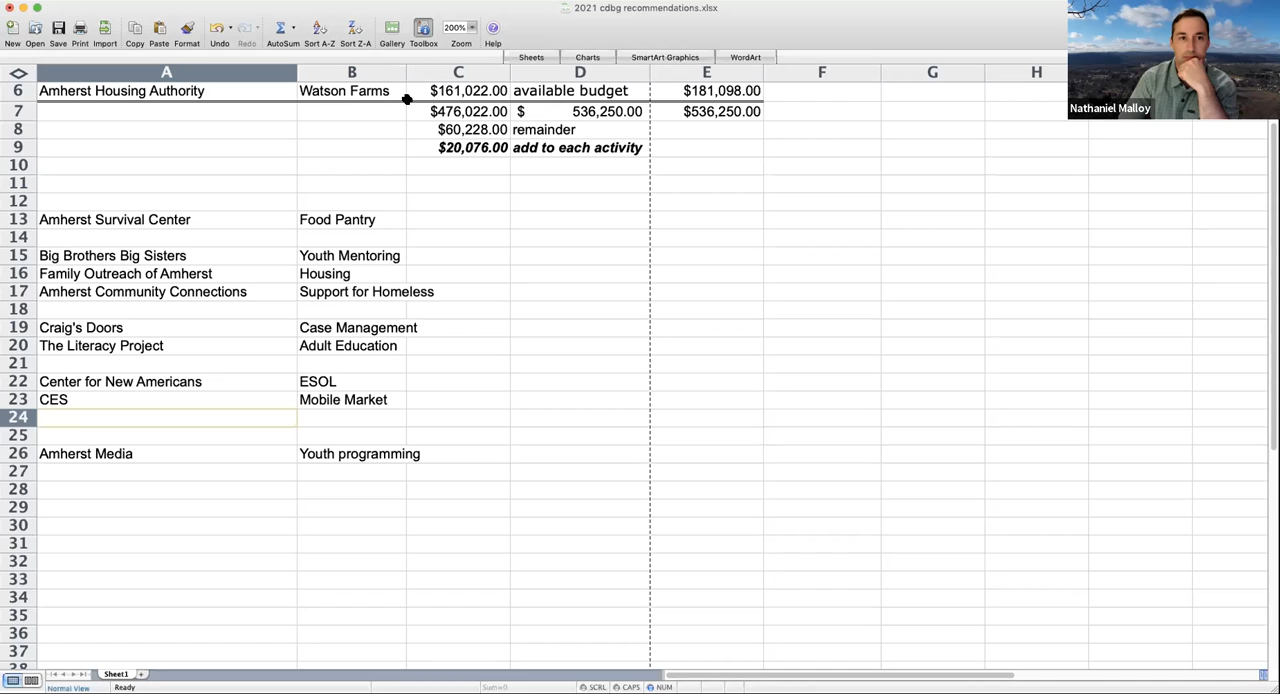 2021 cdbg recommendations.xlsx
New Open Save Print Import Copy Paste Format Undo Redo AutoSum Sort A-Z Sort Z-A Gallery Toolbox 200% Zoom Help
Sheets Charts SmartArt Graphics WordArt
A B C D E F G H
6 Amherst Housing Authority Watson Farms $161,022.00 available budget $181,098.00
Nathaniel Malloy
7 $476,022.00 $ 536,250.00 $536,250.00
8 $60,228.00 remainder
9 $20,076.00 add to each activity
10
11
12
13 Amherst Survival Center Food Pantry
14
15 Big Brothers Big Sisters Youth Mentoring
16 Family Outreach of Amherst Housing
17 Amherst Community Connections Support for Homeless
18
19 Craig's Doors Case Management
20 The Literacy Project Adult Education
21
22 Center for New Americans ESOL
23 CES Mobile Market
24
25
26 Amherst Media Youth programming
27
28
29
30
31
32
33
34
35
36
37
38
Sheet1
Normal View Ready Sum=0 SCRL CAPS NUM